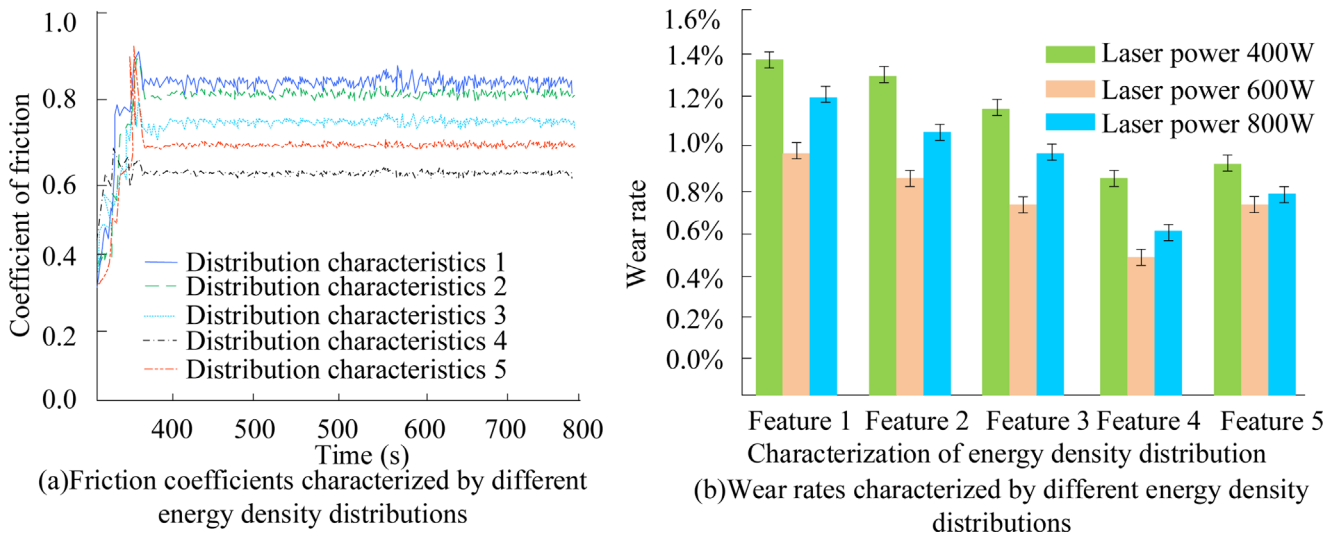 1.0
0.8
0.6
0.4
0.2
0.0
Coefficient of friction
Distribution characteristics 1
Distribution characteristics 2
Distribution characteristics 3
Distribution characteristics 4
Distribution characteristics 5
400 500 500 600 700 800
Time (s)
(a)Friction coefficients characterized by different
energy density distributions
1.6%
1.4%
1.2%
1.0%
0.8%
0.6%
0.4%
0.2%
0.0%
Wear rate
Laser power 400W
Laser power 600W
Laser power 800W
Feature 1 Feature 2 Feature 3 Feature 4 Feature 5
Characterization of energy density distribution
(b)Wear rates characterized by different energy density
distributions